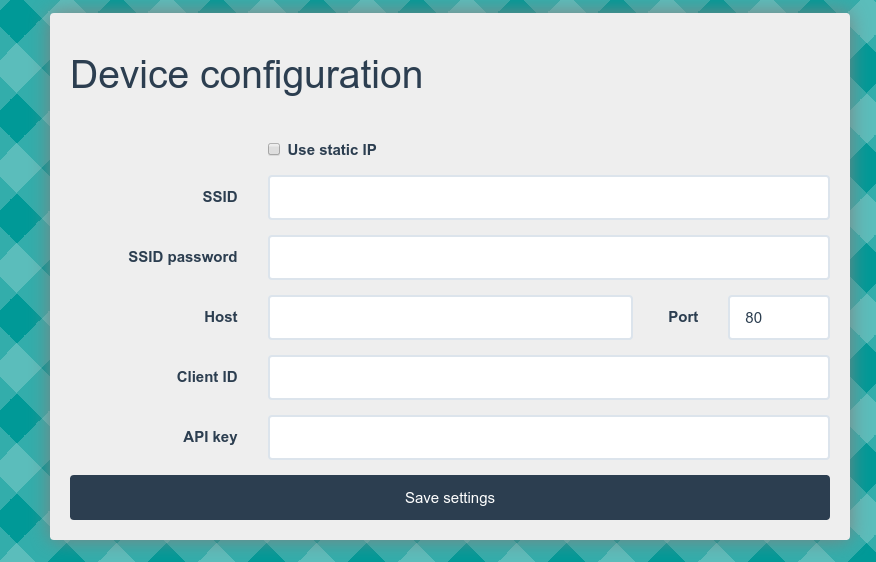 Device configuration
Use static IP
SSID
SSID password
Host
Port
80
Client ID
API key
Save settings